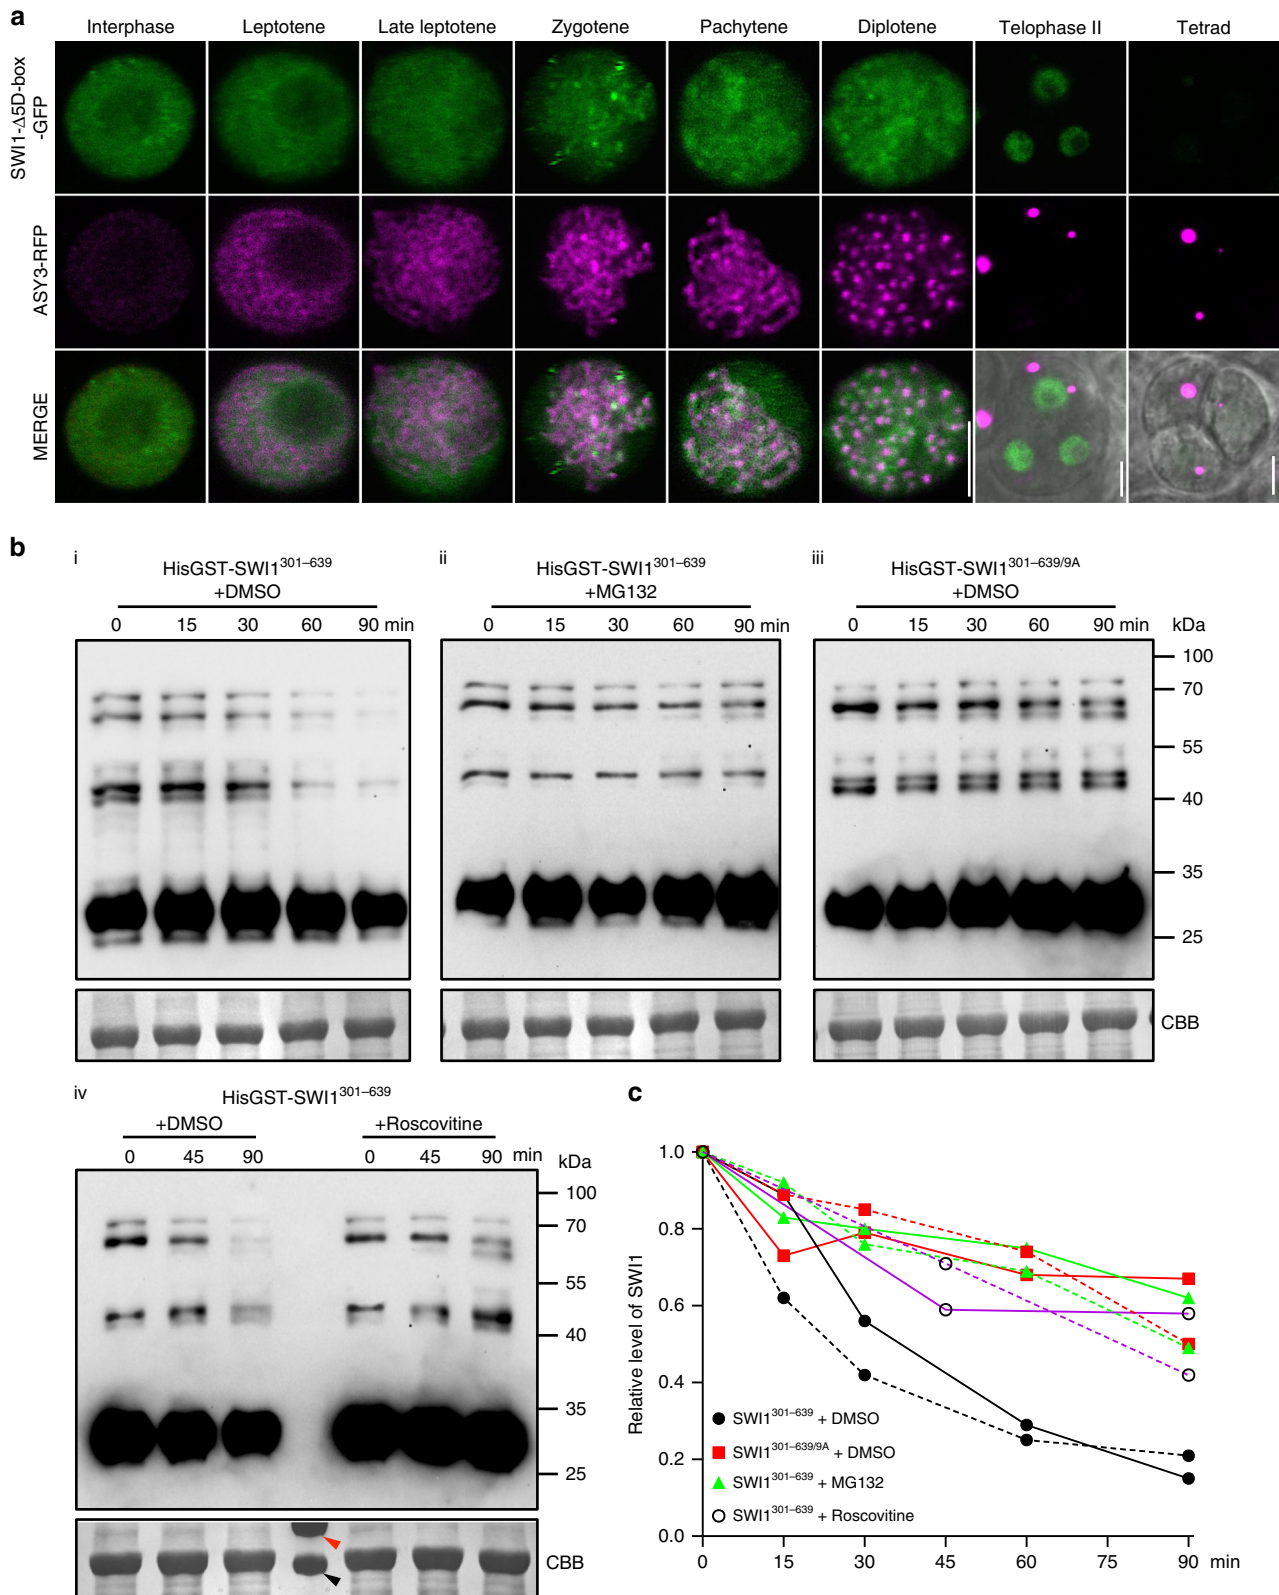 a
Interphase Leptotene Late leptotene Zygotene Pachytene Diplotene Telophase II Tetrad
SWI1-Δ5D-box
-GFP
ASY3-RFP
MERGE
b
i
HisGST-SWI1301–639
+DMSO
0 15 30 60 90 min
ii
HisGST-SWI1301–639
+MG132
0 15 30 60 90 min
iii
HisGST-SWI1301–639/9A
+DMSO
0 15 30 60 90 min kDa
100
70
55
40
35
25
CBB
iv
HisGST-SWI1301–639
+DMSO +Roscovitine
0 45 90 0 45 90 min kDa
100
70
55
40
35
25
CBB
c
Relative level of SWI1
1.0
0.8
0.6
0.4
0.2
0.0
SWI1301–639 + DMSO
SWI1301–639/9A + DMSO
SWI1301–639 + MG132
SWI1301–639 + Roscovitine
0 15 30 45 60 75 90 min